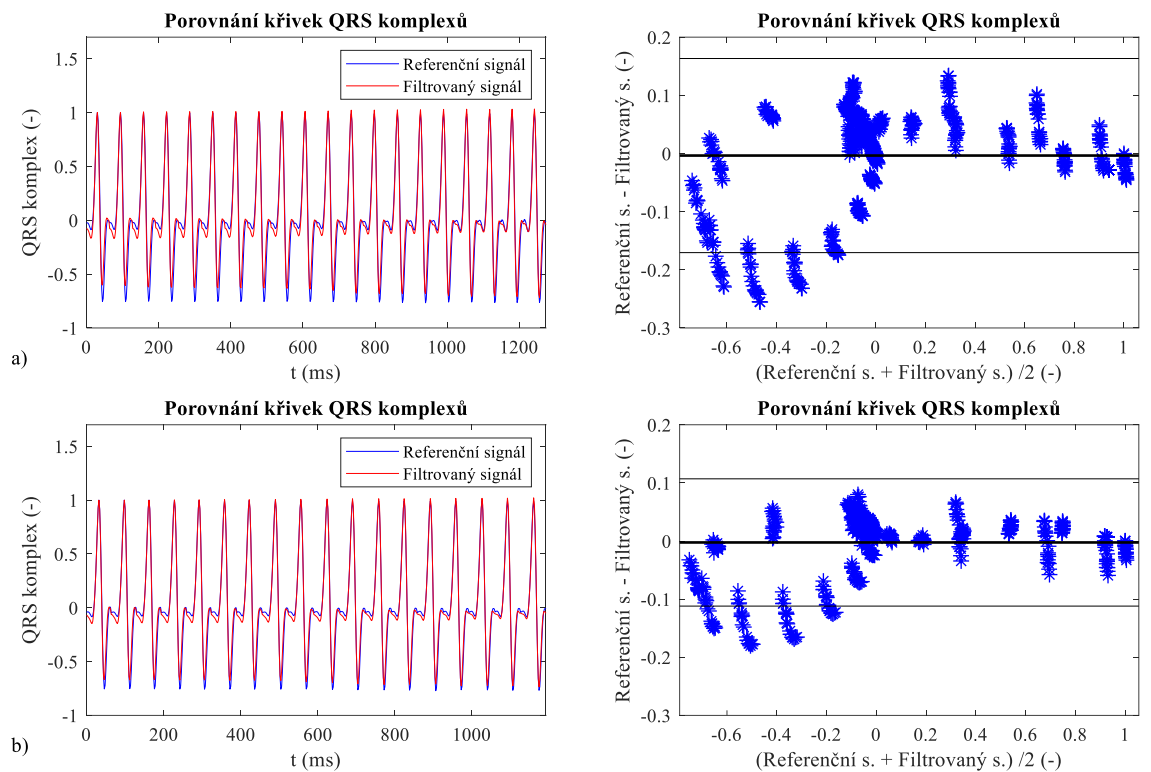 Porovnání křivek QRS komplexů
Referenční signál
Filtrovaný signál
QRS komplex (-)
1
0.5
0
-0.5
-1
0 200 400 600 800 1000 1200
t (ms)
a)
Porovnání křivek QRS komplexů
Referenční s. - Filtrovaný s. (-)
0.2
0.1
0
-0.1
-0.2
-0.3
-0.6 -0.4 -0.2 0 0.2 0.4 0.6 0.8 1
(Referenční s. + Filtrovaný s.) /2 (-)
Porovnání křivek QRS komplexů
Referenční signál
Filtrovaný signál
QRS komplex (-)
1
0.5
0
-0.5
-1
0 200 400 600 800 1000
t (ms)
b)
Porovnání křivek QRS komplexů
Referenční s. - Filtrovaný s. (-)
0.2
0.1
0
-0.1
-0.2
-0.3
-0.6 -0.4 -0.2 0 0.2 0.4 0.6 0.8 1
(Referenční s. + Filtrovaný s.) /2 (-)